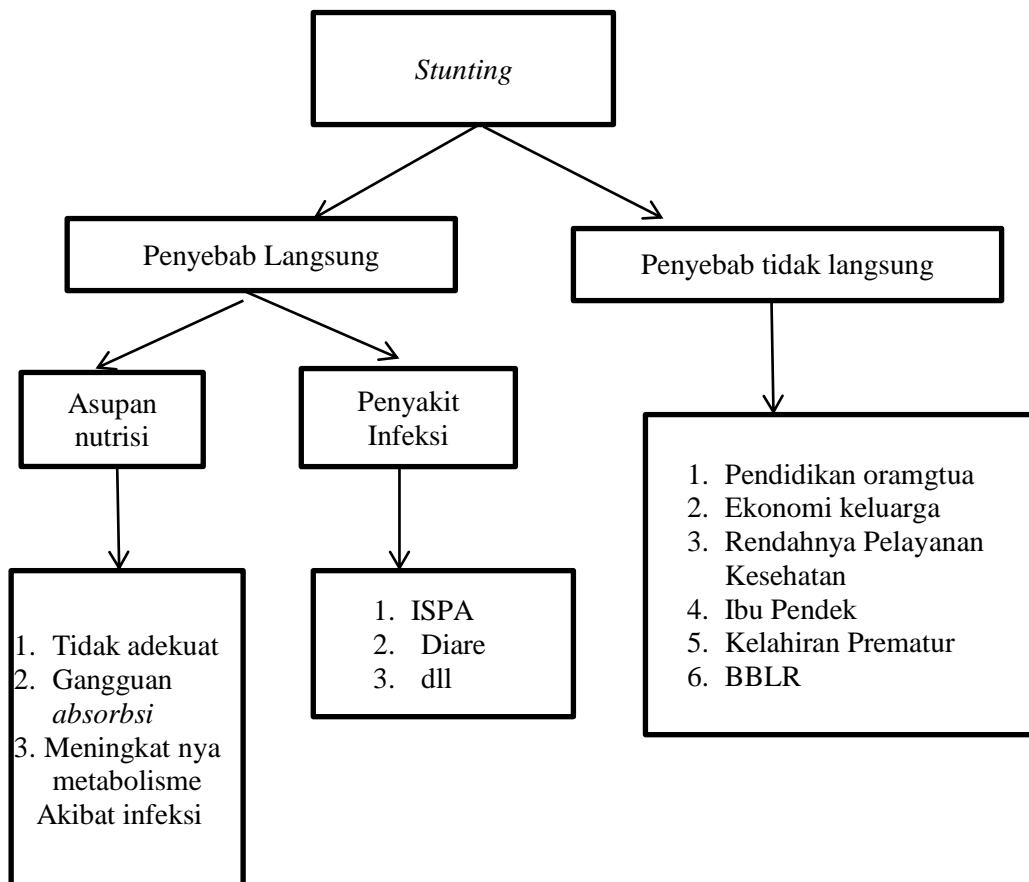 Stunting
Penyebab Langsung
Penyebab tidak langsung
Asupan
nutrisi
Penyakit
Infeksi
1. Tidak adekuat
2. Gangguan
absorbsi
3. Meningkat nya
metabolisme
Akibat infeksi
1. ISPA
2. Diare
3. dll
1. Pendidikan oramgtua
2. Ekonomi keluarga
3. Rendahnya Pelayanan
Kesehatan
4. Ibu Pendek
5. Kelahiran Prematur
6. BBLR